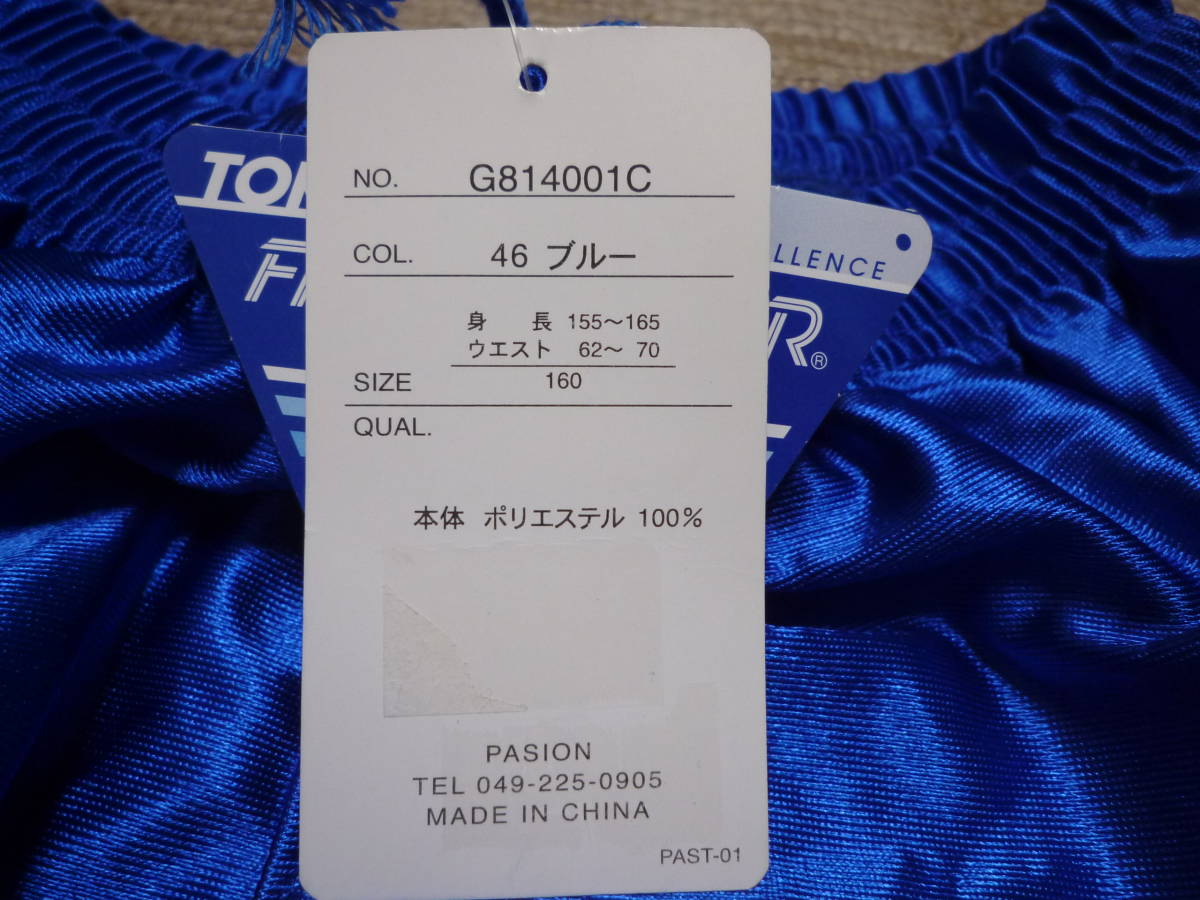 NO. G814001C
COL. 46 ブルー
身 長 155～165
ウエスト 62～ 70
SIZE 160
QUAL.
本体 ポリエステル 100%
PASION
TEL 049-225-0905
MADE IN CHINA
PAST-01